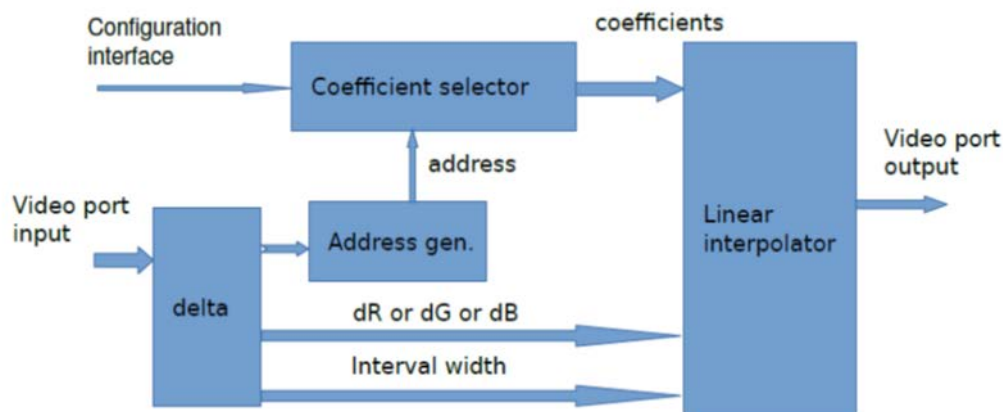 Configuration
interface
coefficients
Coefficient selector
address
Video port
output
Video port
input
Address gen.
Linear
interpolator
delta
dR or dG or dB
Interval width